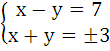 x − y = 7
x + y = ±3